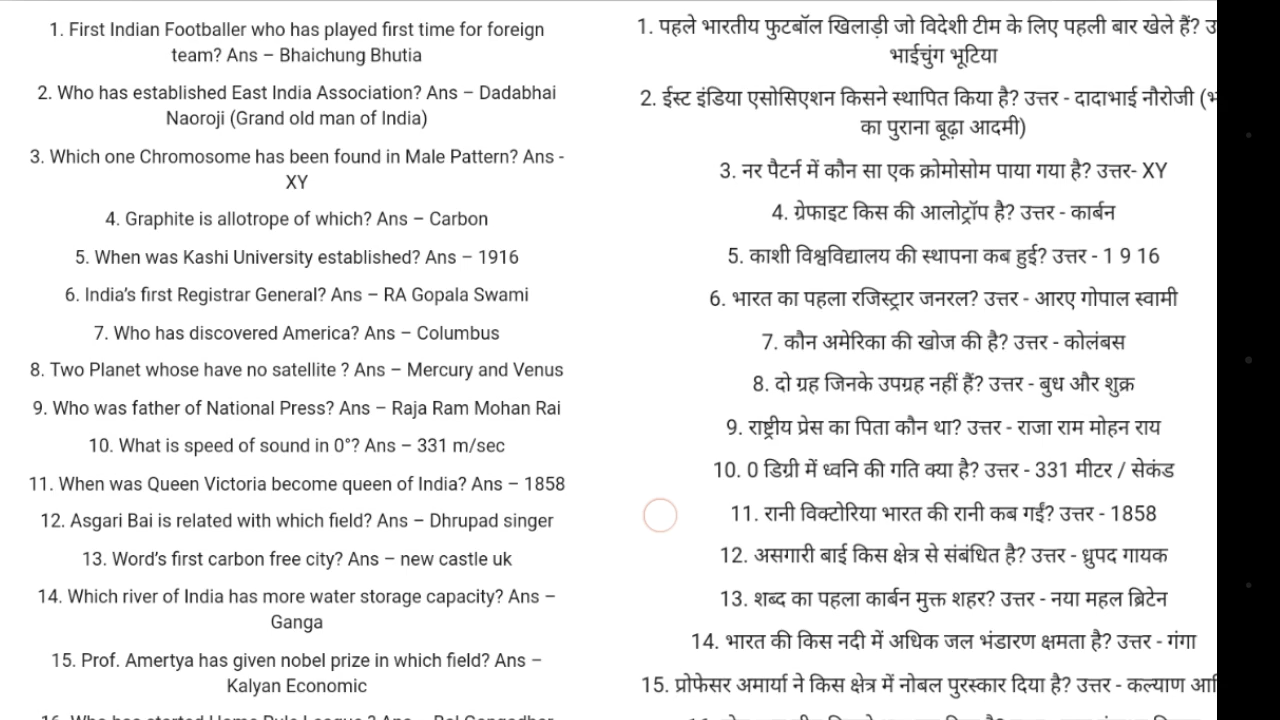 1. First Indian Footballer who has played first time for foreign
team? Ans – Bhaichung Bhutia
2. Who has established East India Association? Ans – Dadabhai
Naoroji (Grand old man of India)
3. Which one Chromosome has been found in Male Pattern? Ans -
XY
4. Graphite is allotrope of which? Ans – Carbon
5. When was Kashi University established? Ans – 1916
6. India's first Registrar General? Ans – RA Gopala Swami
7. Who has discovered America? Ans – Columbus
8. Two Planet whose have no satellite ? Ans – Mercury and Venus
9. Who was father of National Press? Ans – Raja Ram Mohan Rai
10. What is speed of sound in 0°? Ans – 331 m/sec
11. When was Queen Victoria become queen of India? Ans – 1858
12. Asgari Bai is related with which field? Ans – Dhrupad singer
13. Word's first carbon free city? Ans – new castle uk
14. Which river of India has more water storage capacity? Ans –
Ganga
15. Prof. Amertya has given nobel prize in which field? Ans –
Kalyan Economic
16. Who has started Home Rule League ? Ans – Bal Gangadhar
1. पहले भारतीय फुटबॉल खिलाड़ी जो विदेशी टीम के लिए पहली बार खेले हैं?
भाईचुंग भूटिया
2. ईस्ट इंडिया एसोसिएशन किसने स्थापित किया है? उत्तर - दादाभाई नौरोजी
का पुराना बूढ़ा आदमी)
3. नर पैटर्न में कौन सा एक क्रोमोसोम पाया गया है? उत्तर- XY
4. ग्रेफाइट किस की आलोट्रॉप है? उत्तर - कार्बन
5. काशी विश्वविद्यालय की स्थापना कब हुई? उत्तर - 1 9 16
6. भारत का पहला रजिस्ट्रार जनरल? उत्तर - आरए गोपाल स्वामी
7. कौन अमेरिका की खोज की है? उत्तर - कोलंबस
8. दो ग्रह जिनके उपग्रह नहीं हैं? उत्तर - बुध और शुक्र
9. राष्ट्रीय प्रेस का पिता कौन था? उत्तर - राजा राम मोहन राय
10. 0 डिग्री में ध्वनि की गति क्या है? उत्तर - 331 मीटर / सेकंड
11. रानी विक्टोरिया भारत की रानी कब गईं? उत्तर - 1858
12. असगारी बाई किस क्षेत्र से संबंधित है? उत्तर - ध्रुपद गायक
13. शब्द का पहला कार्बन मुक्त शहर? उत्तर - नया महल ब्रिटेन
14. भारत की किस नदी में अधिक जल भंडारण क्षमता है? उत्तर - गंगा
15. प्रोफेसर अमार्या ने किस क्षेत्र में नोबल पुरस्कार दिया है? उत्तर - कल्याण